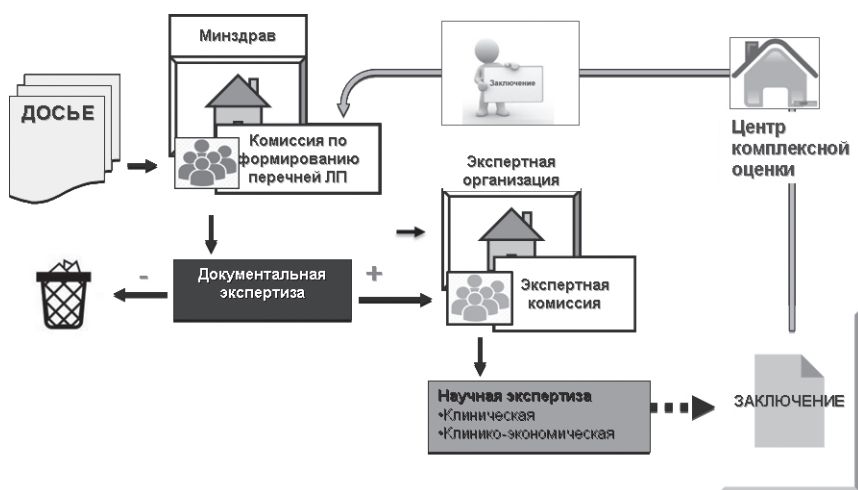 Минздрав
ДОСЬЕ
Комиссия по
формированию
перечней ЛП
Заключение
Центр
комплексной
оценки
Экспертная
организация
-
Документальная
экспертиза
+
Экспертная
комиссия
Научная экспертиза
•Клиническая
•Клинико-экономическая
ЗАКЛЮЧЕНИЕ